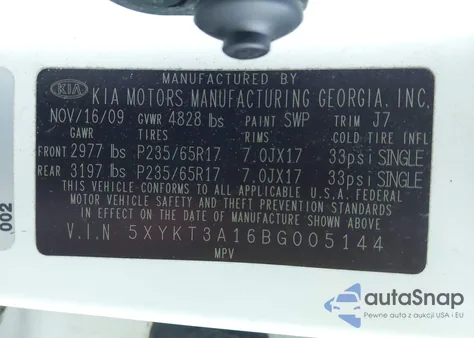 MANUFACTURED BY
KIA KIA MOTORS MANUFACTURING GEORGIA, INC.
NOV/16/09 GVWR 4828 lbs PAINT SWP TRIM J7
GAWR TIRES RIMS COLD TIRE INFL
FRONT 2977 lbs P235/65R17 7.0JX17 33psi SINGLE
REAR 3197 lbs P235/65R17 7.0JX17 33psi SINGLE
THIS VEHICLE CONFORMS TO ALL APPLICABLE U.S.A. FEDERAL
MOTOR VEHICLE SAFETY AND THEFT PREVENTION STANDARDS
IN EFFECT ON THE DATE OF MANUFACTURE SHOWN ABOVE
V.I.N 5XYKT3A16BG005144
MPV
002
autoSnap
Pewne auta z aukcji USA i EU